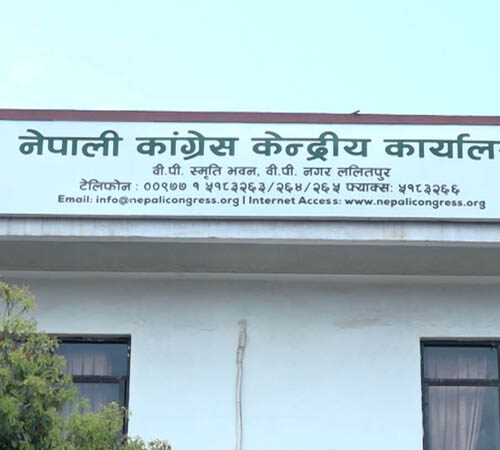 नेपाली कांग्रेस केन्द्रीय कार्याल
वी.पी. स्मृति भवन, वी.पी. नगर ललितपुर
टेलिफोन : ००९७७ १ ५१८३२६३/२६४/२६५ फ्याक्स: ५१८३२६६
Email: info@nepalicongress.org | Internet Access: www.nepalicongress.org